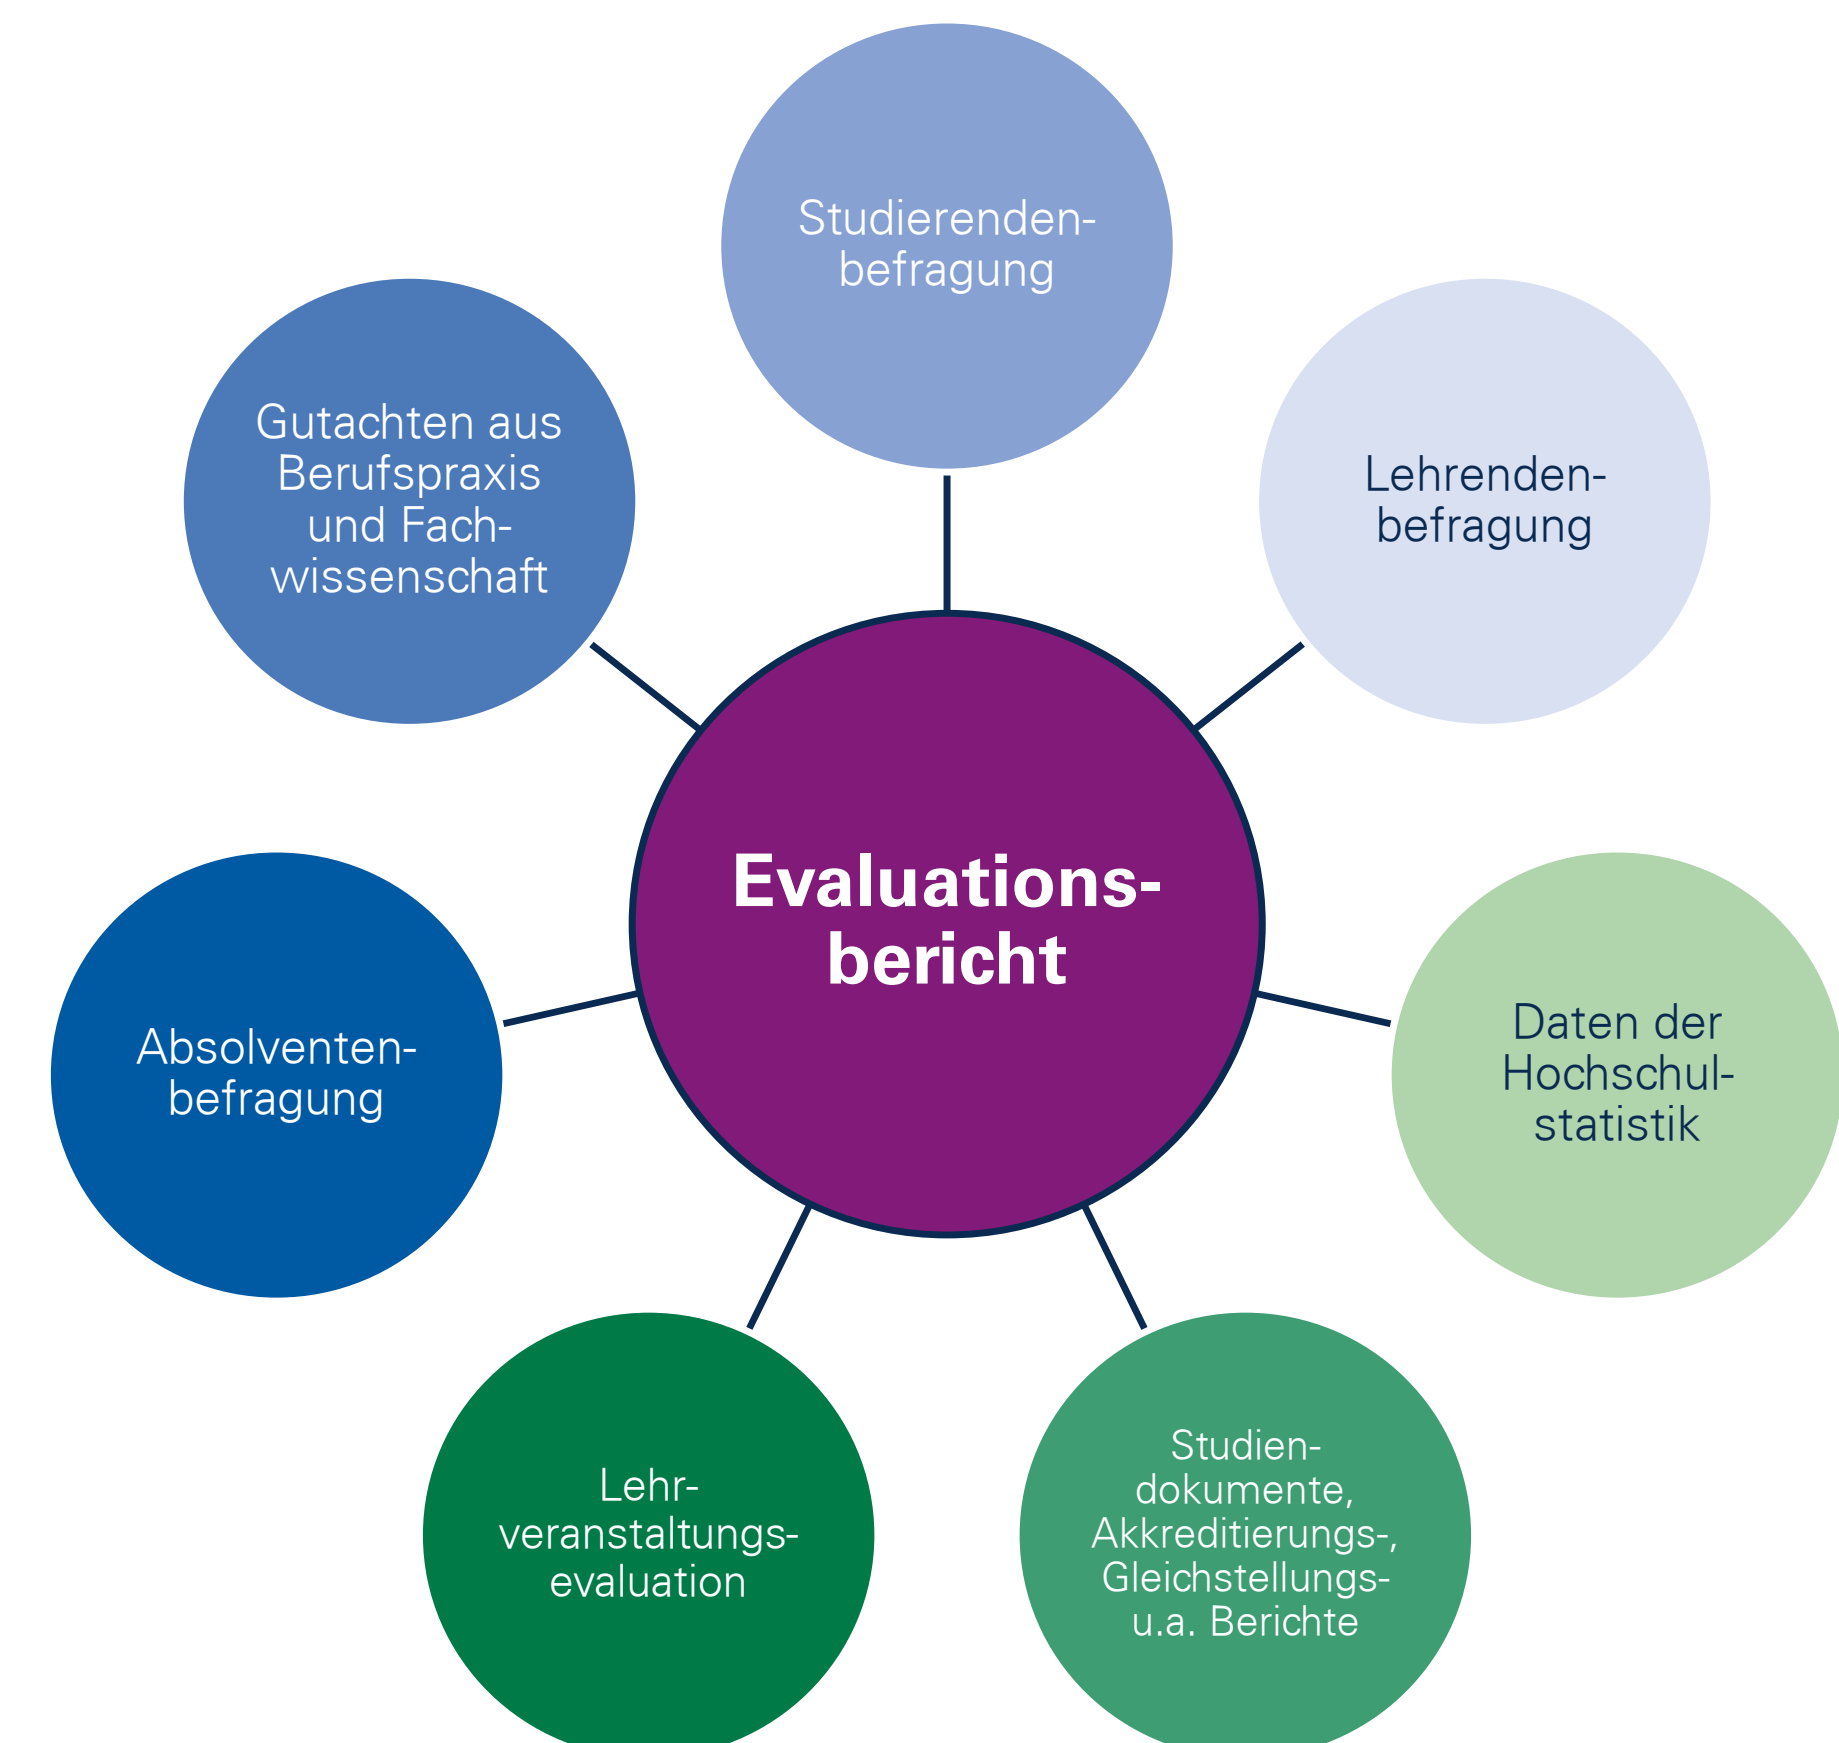 Studierenden-
befragung
Gutachten aus
Berufspraxis
und Fach-
wissenschaft
Lehrenden-
befragung
Evaluations-
bericht
Absolventen-
befragung
Daten der
Hochschul-
statistik
Lehr-
veranstaltungs-
evaluation
Studien-
dokumente,
Akkreditierungs-,
Gleichstellungs-
u.a. Berichte